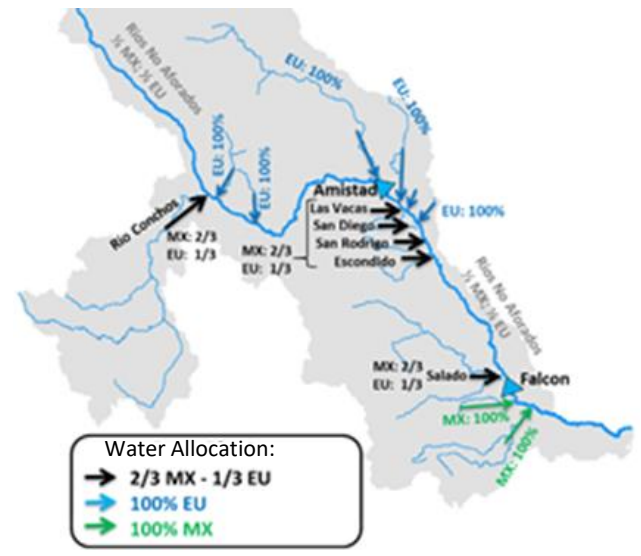 Ríos No Aforados
½ MX; ½ EU
EU: 100%
EU: 100%
EU: 100%
EU: 100%
Río Conchos
MX: 2/3
EU: 1/3
Amistad
Las Vacas
San Diego
San Rodrigo
Escondido
MX: 2/3
EU: 1/3
EU: 100%
Ríos No Aforados
½ MX; ½ EU
MX: 2/3
EU: 1/3
Salado
Falcon
MX: 100%
MX: 100%
Water Allocation:
2/3 MX - 1/3 EU
100% EU
100% MX